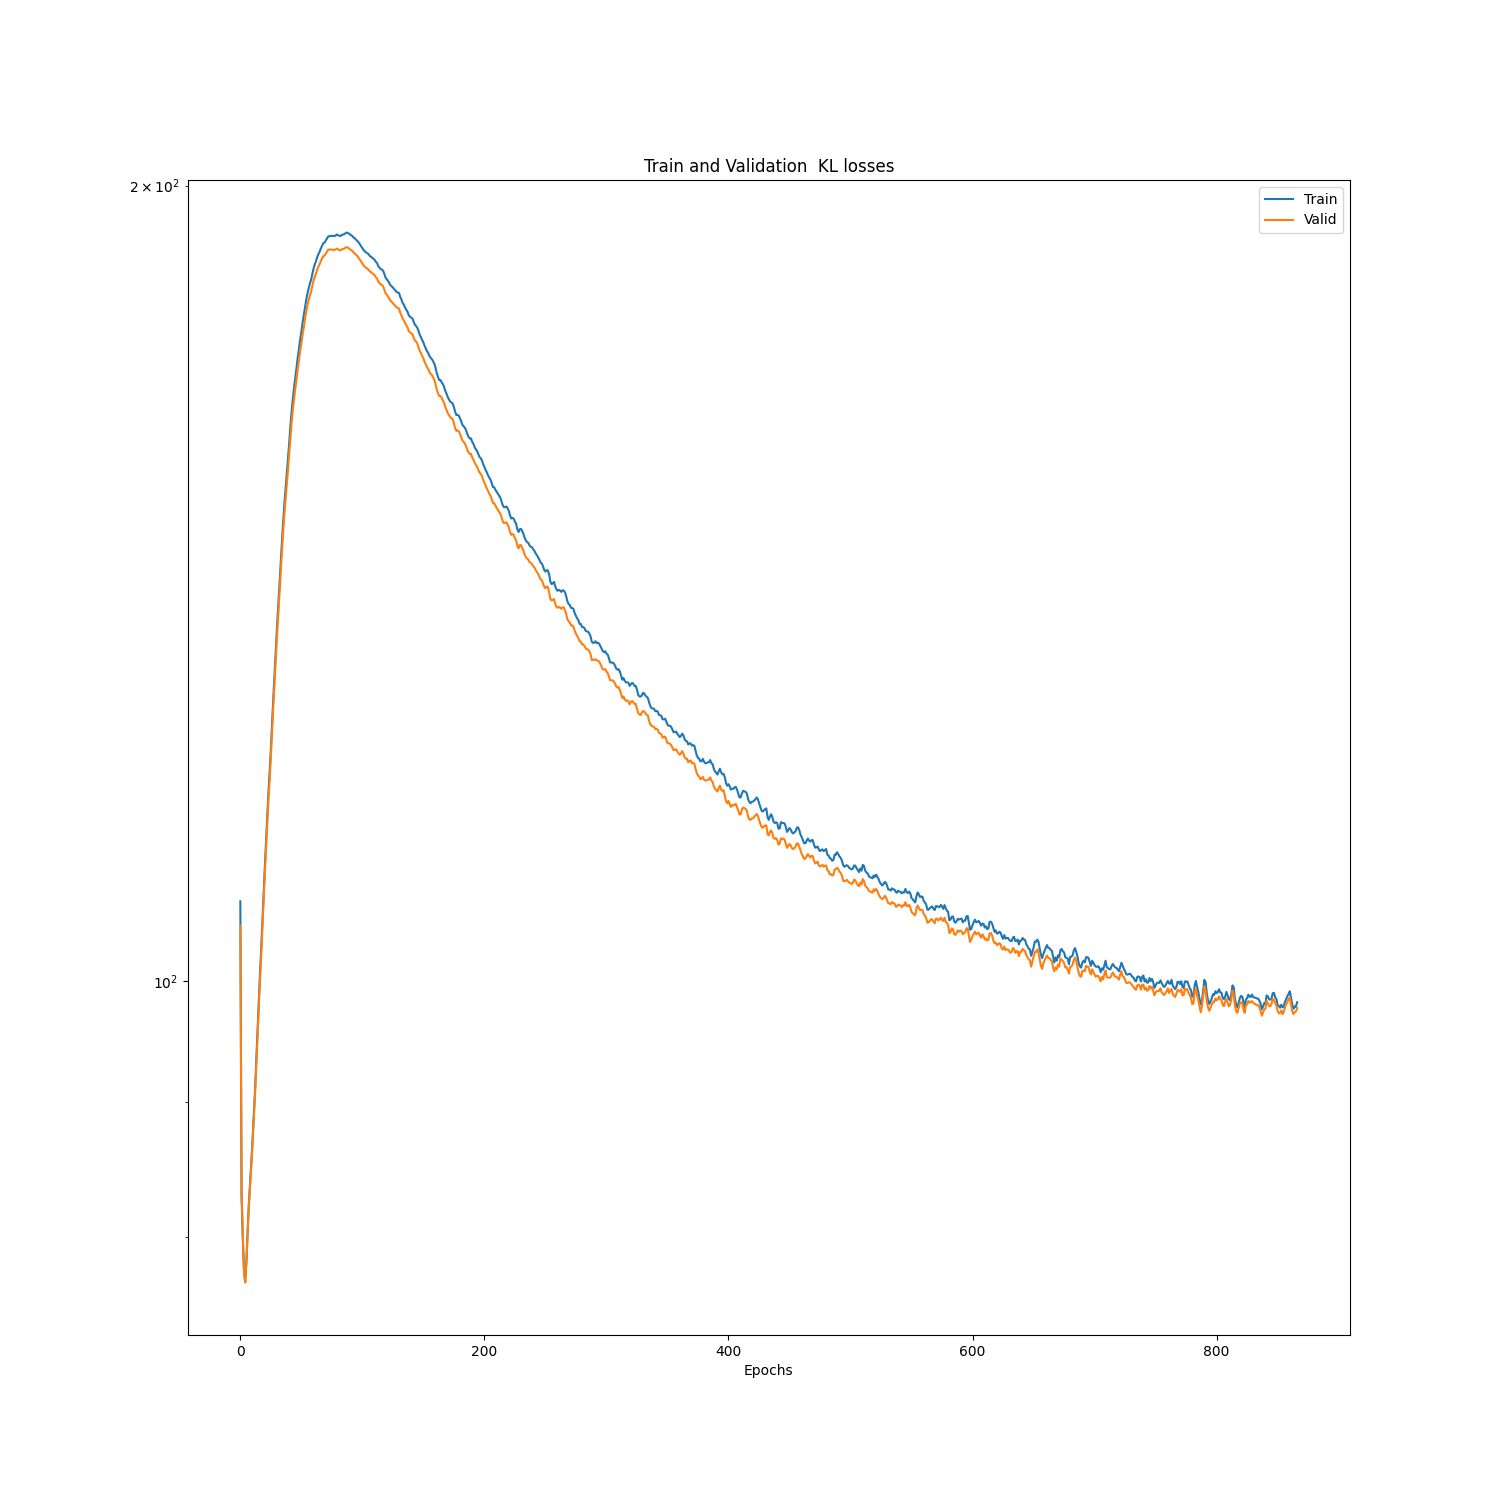 Train and Validation  KL losses
2 × 10²
Train
Valid
10²
0 200 400 600 800
Epochs